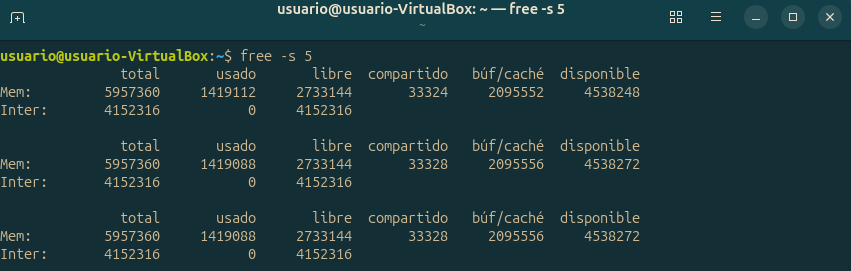 usuario@usuario-VirtualBox: ~ — free -s 5
~
usuario@usuario-VirtualBox:~$ free -s 5
total usado libre compartido búf/caché disponible
Mem: 5957360 1419112 2733144 33324 2095552 4538248
Inter: 4152316 0 4152316
total usado libre compartido búf/caché disponible
Mem: 5957360 1419088 2733144 33328 2095556 4538272
Inter: 4152316 0 4152316
total usado libre compartido búf/caché disponible
Mem: 5957360 1419088 2733144 33328 2095556 4538272
Inter: 4152316 0 4152316